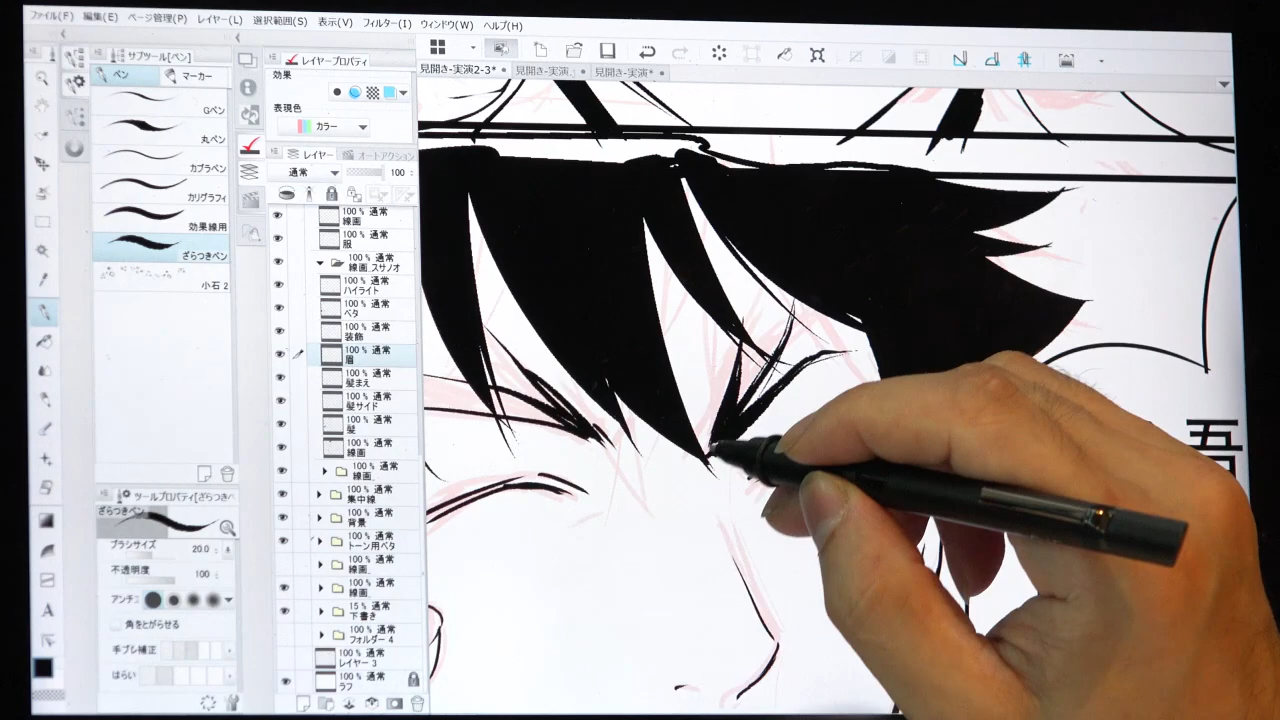 ファイル(F) 編集(E) ページ管理(P) レイヤー(L) 選択範囲(S) 表示(V) フィルター(I) ウィンドウ(W) ヘルプ(H)
サブツール[ペン]
ペン マーカー
Gペン
丸ペン
カブラペン
カリグラフィ
効果線用
ざらつきペン
小石 2
レイヤープロパティ
効果
表現色
カラー
レイヤー オートアクション
通常 100
100 % 通常
線画
100 % 通常
服
100 % 通常
線画_スサノオ
100 % 通常
ハイライト
100 % 通常
ベタ
100 % 通常
装飾
100 % 通常
眉
100 % 通常
髪まえ
100 % 通常
髪サイド
100 % 通常
髪
100 % 通常
線画
100 % 通常
線画_
100 % 通常
集中線
100 % 通常
背景
100 % 通常
トーン用ベタ
100 % 通常
線画_
100 % 通常
線画_
15 % 通常
下書き
100 % 通常
フォルダー 4
100 % 通常
レイヤー 3
100 % 通常
ラフ
ツールプロパティ[ざらつきペ
ざらつきペン
ブラシサイズ 20.0
不透明度 100
アンチ
角をとがらせる
手ブレ補正
はらい
見開き-実演2-3*
見開き-実演
見開き-実演*
吾